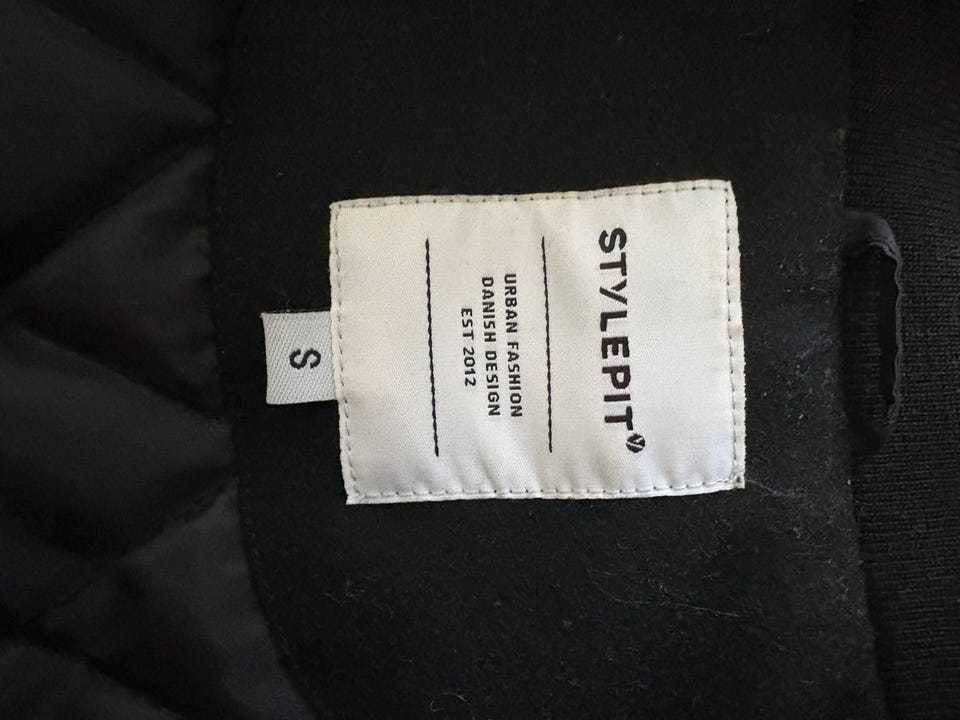 STYLEPIT
URBAN FASHION
DANISH DESIGN
EST 2012
S